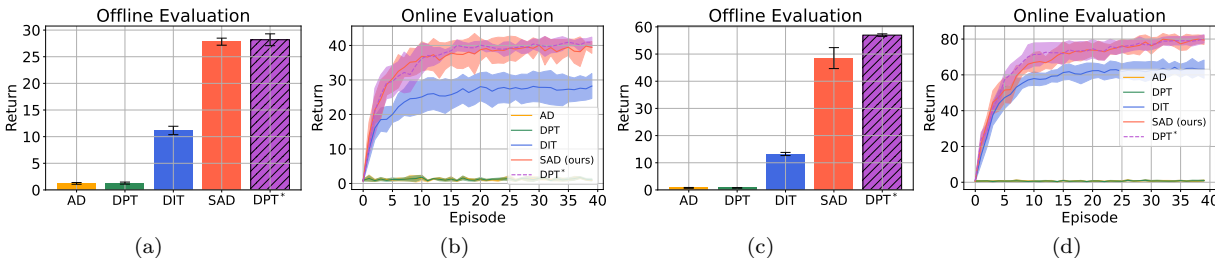 Offline Evaluation
Return
30
25
20
15
10
5
0
AD DPT DIT SAD DPT*
(a)
Online Evaluation
Return
40
30
20
10
0
AD
DPT
DIT
SAD (ours)
DPT*
0 5 10 15 20 25 30 35 40
Episode
(b)
Offline Evaluation
Return
60
50
40
30
20
10
0
AD DPT DIT SAD DPT*
(c)
Online Evaluation
Return
80
60
40
20
0
AD
DPT
DIT
SAD (ours)
DPT*
0 5 10 15 20 25 30 35 40
Episode
(d)